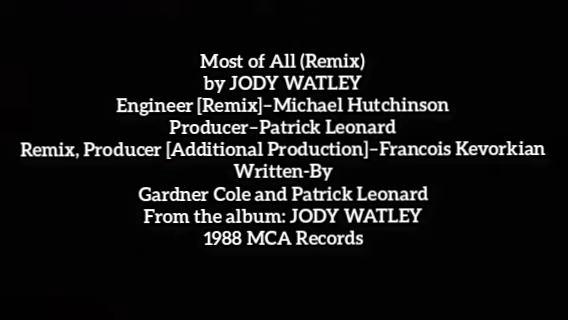 Most of All (Remix)
by JODY WATLEY
Engineer [Remix]–Michael Hutchinson
Producer–Patrick Leonard
Remix, Producer [Additional Production]–Francois Kevorkian
Written-By
Gardner Cole and Patrick Leonard
From the album: JODY WATLEY
1988 MCA Records